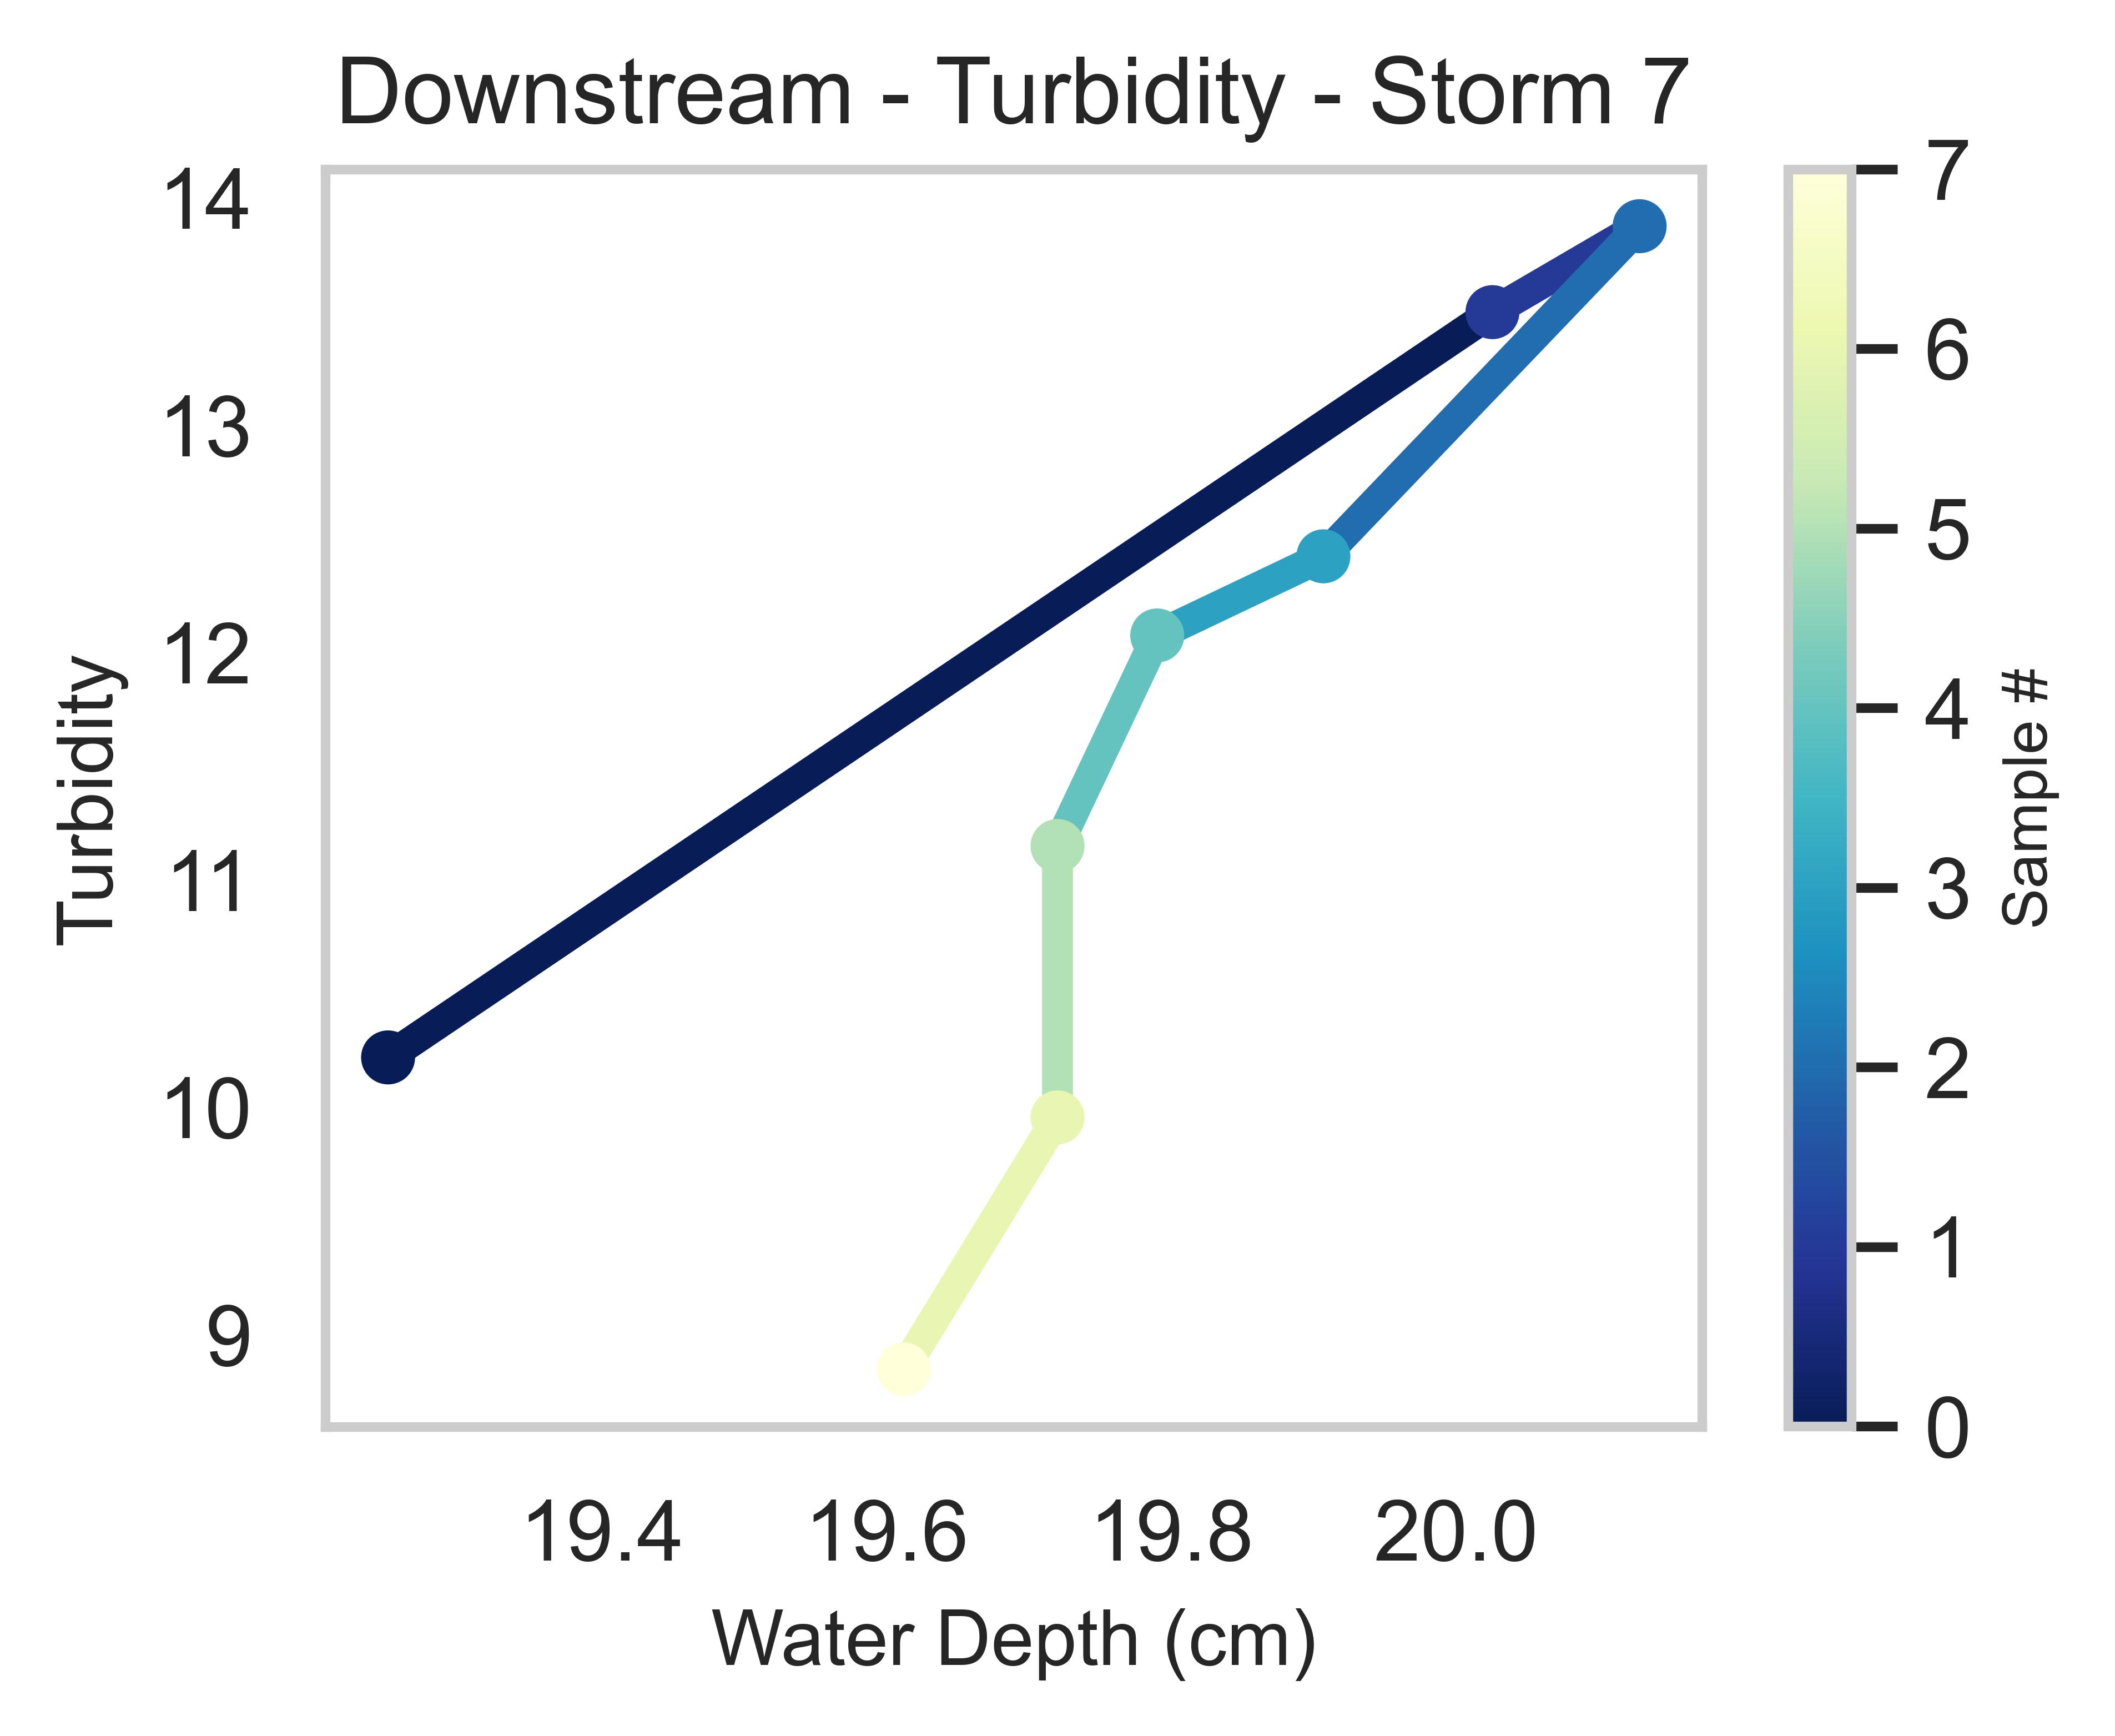 Downstream - Turbidity - Storm 7
14
13
12
11
10
9
Turbidity
19.4 19.6 19.8 20.0
Water Depth (cm)
7
6
5
4
3
2
1
0
Sample #